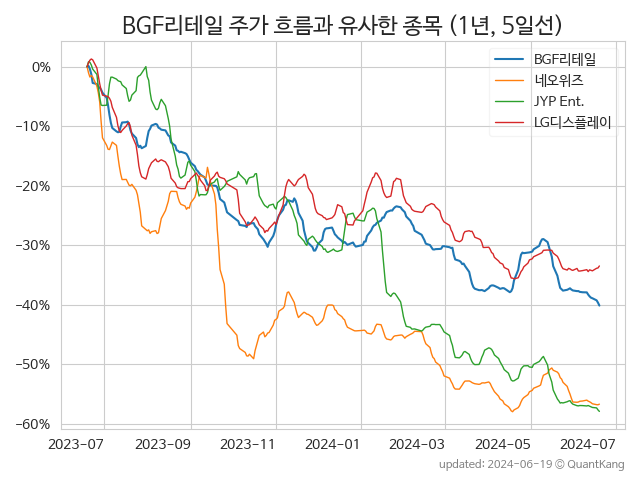 BGF리테일 주가 흐름과 유사한 종목 (1년, 5일선)
BGF리테일
네오위즈
JYP Ent.
LG디스플레이
0%
−10%
−20%
−30%
−40%
−50%
−60%
2023-07 2023-09 2023-11 2024-01 2024-03 2024-05 2024-07
updated: 2024-06-19 © QuantKang